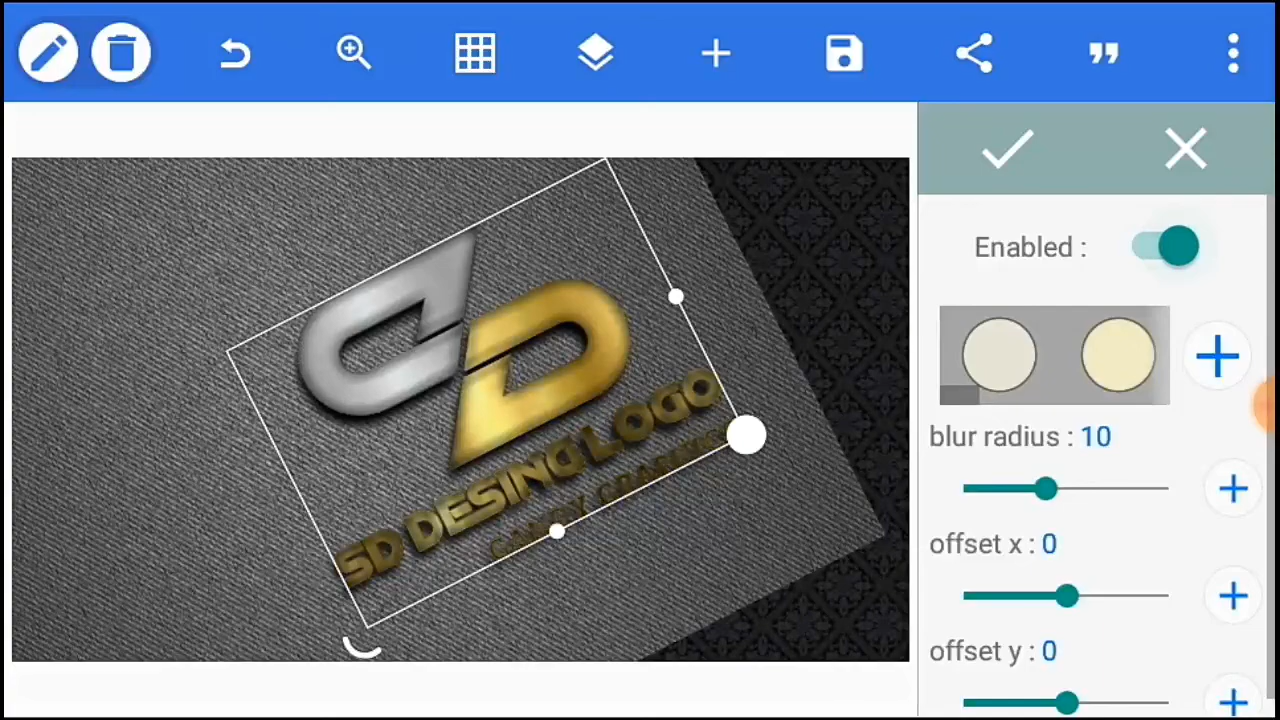 Enabled :
SD DESING LOGO
blur radius : 10
offset x : 0
offset y : 0